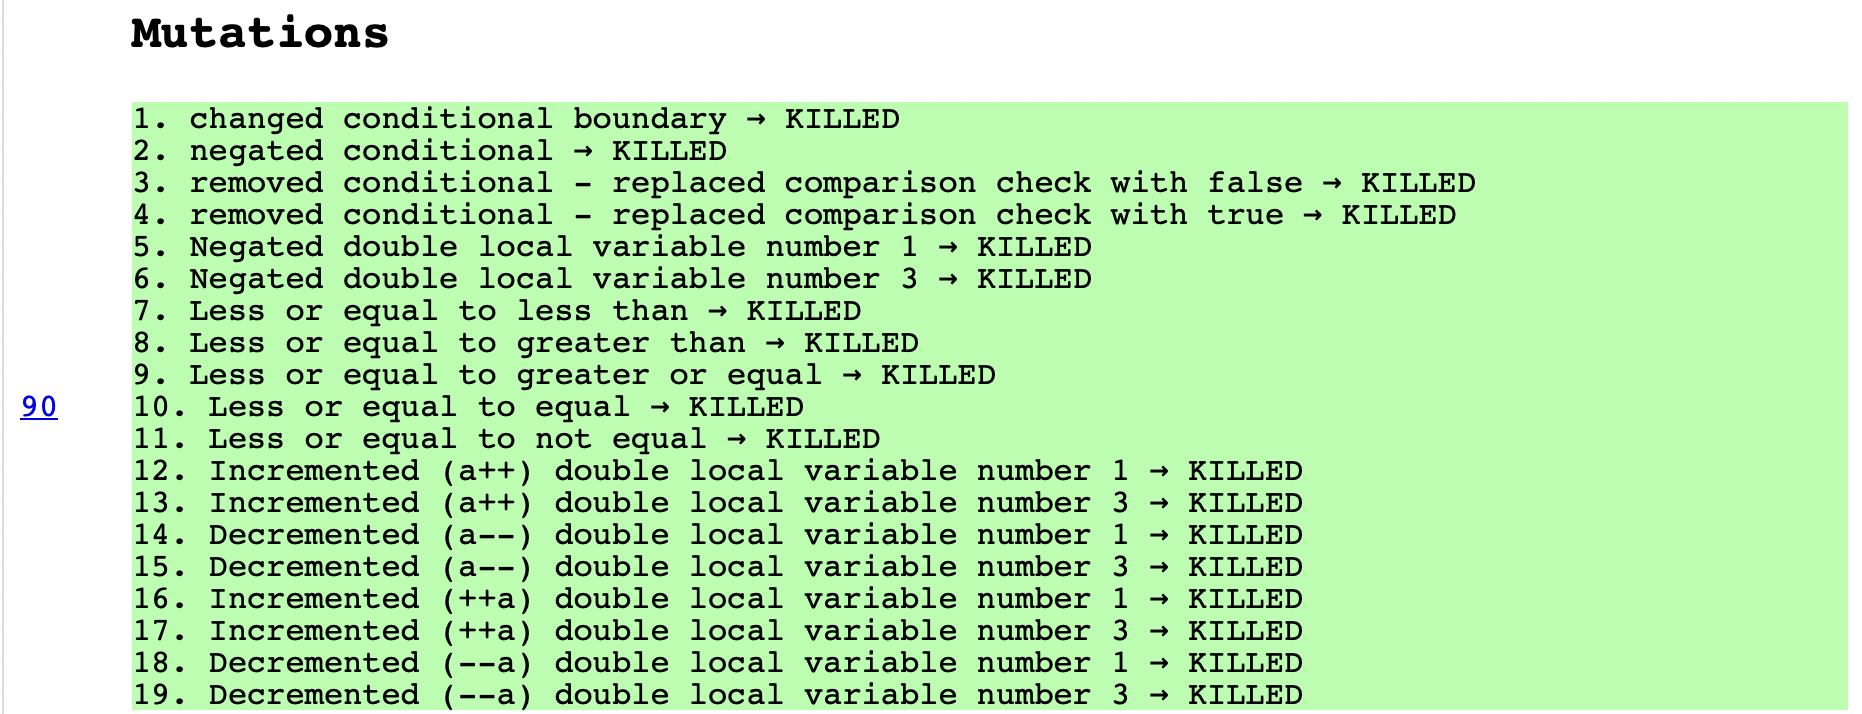 Mutations
1. changed conditional boundary → KILLED
2. negated conditional → KILLED
3. removed conditional - replaced comparison check with false → KILLED
4. removed conditional - replaced comparison check with true → KILLED
5. Negated double local variable number 1 → KILLED
6. Negated double local variable number 3 → KILLED
7. Less or equal to less than → KILLED
8. Less or equal to greater than → KILLED
9. Less or equal to greater or equal → KILLED
90 10. Less or equal to equal → KILLED
11. Less or equal to not equal → KILLED
12. Incremented (a++) double local variable number 1 → KILLED
13. Incremented (a++) double local variable number 3 → KILLED
14. Decremented (a--) double local variable number 1 → KILLED
15. Decremented (a--) double local variable number 3 → KILLED
16. Incremented (++a) double local variable number 1 → KILLED
17. Incremented (++a) double local variable number 3 → KILLED
18. Decremented (--a) double local variable number 1 → KILLED
19. Decremented (--a) double local variable number 3 → KILLED